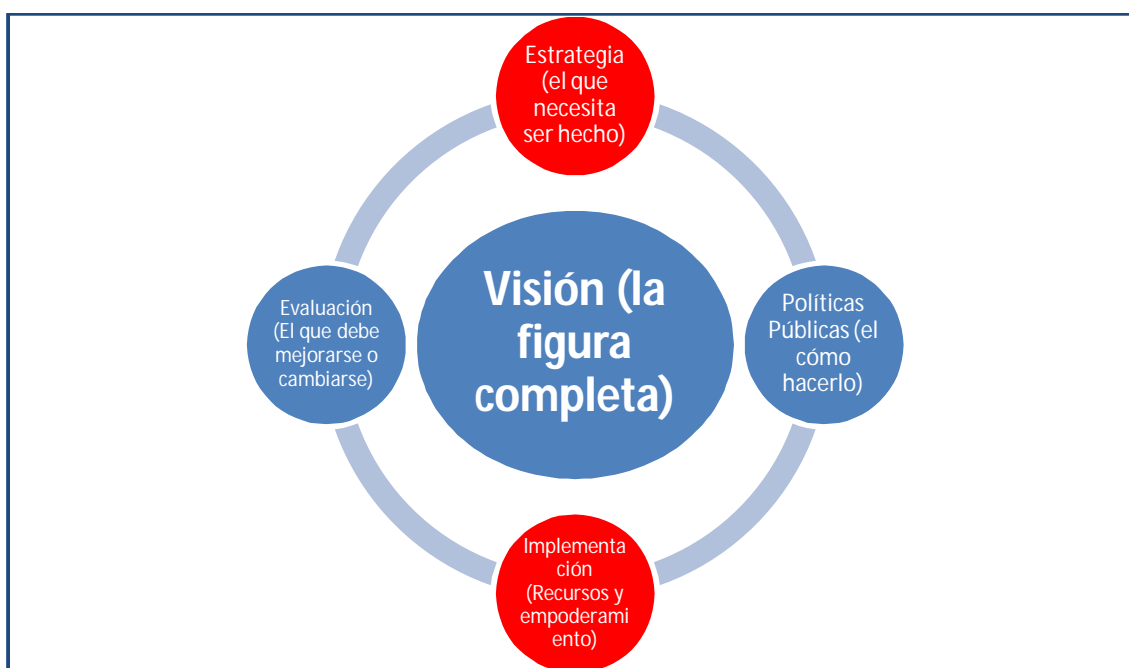 Estrategia
(el que
necesita
ser hecho)
Visión (la
figura
completa)
Evaluación
(El que debe
mejorarse o
cambiarse)
Políticas
Públicas (el
cómo
hacerlo)
Implementa
ción
(Recursos y
empoderami
ento)